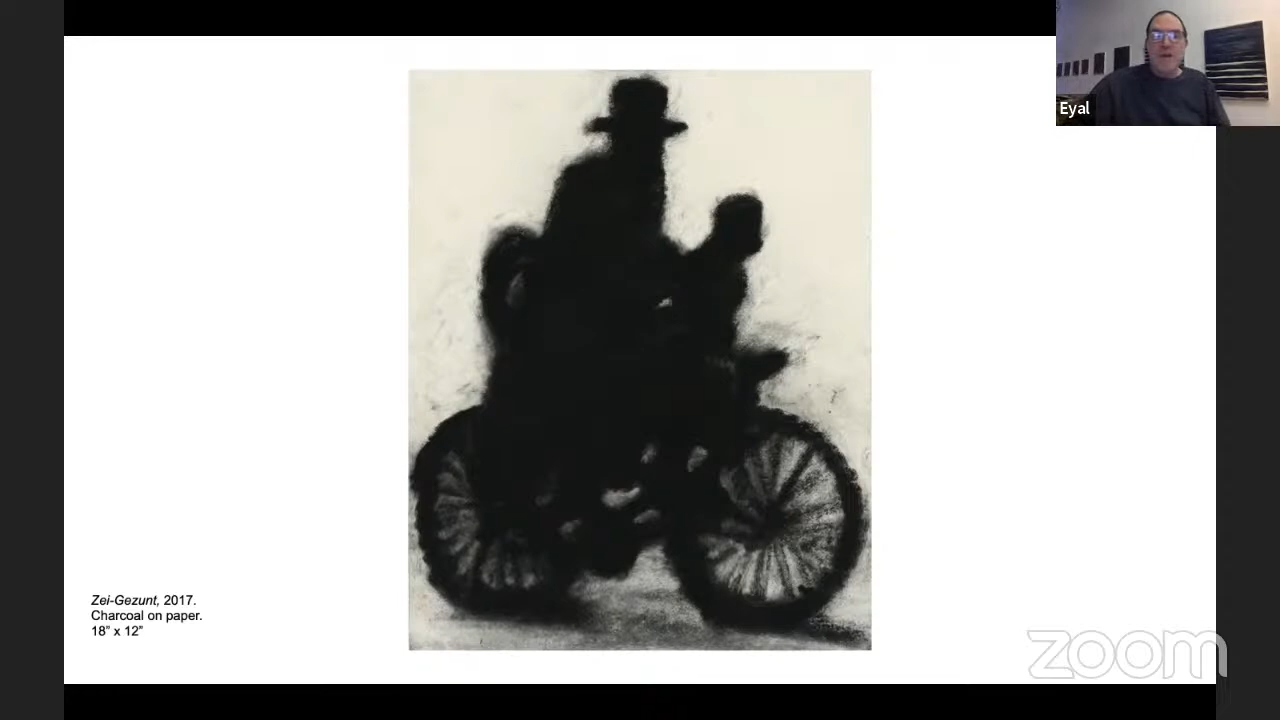 Eyal
Zei-Gezunt, 2017.
Charcoal on paper.
18” x 12”
zoom